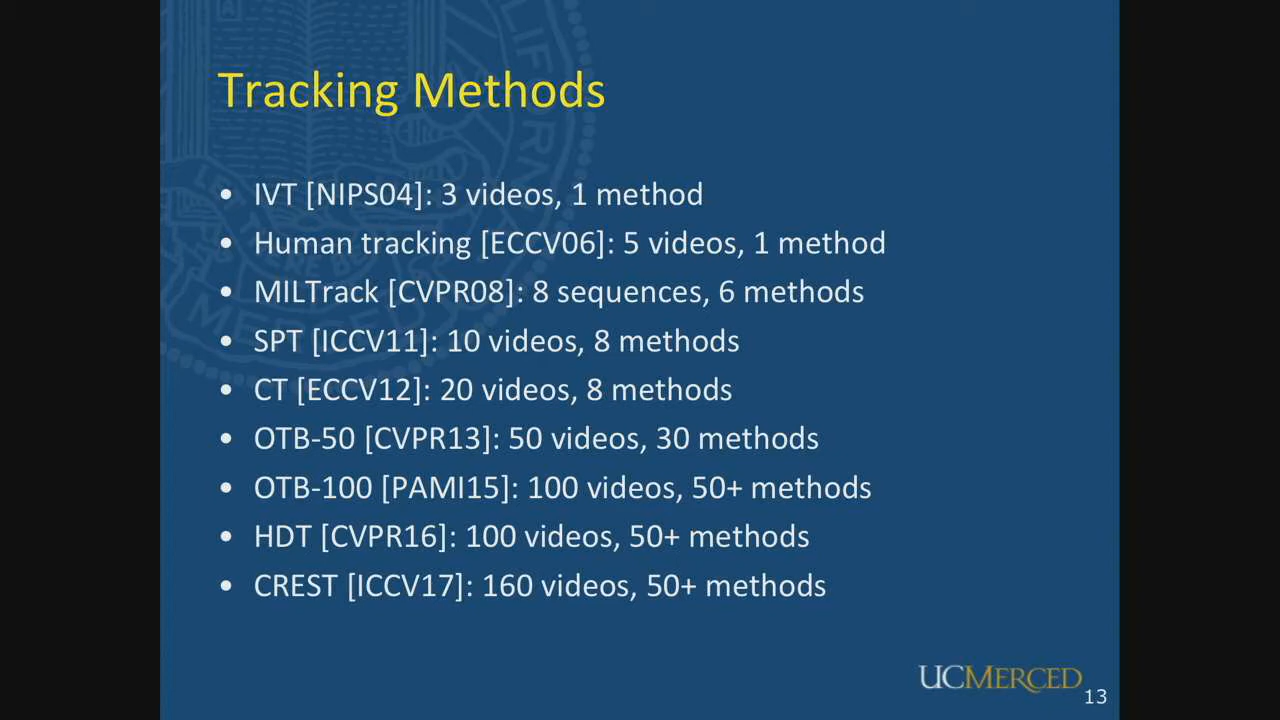 Tracking Methods
• IVT [NIPS04]: 3 videos, 1 method
• Human tracking [ECCV06]: 5 videos, 1 method
• MILTrack [CVPR08]: 8 sequences, 6 methods
• SPT [ICCV11]: 10 videos, 8 methods
• CT [ECCV12]: 20 videos, 8 methods
• OTB-50 [CVPR13]: 50 videos, 30 methods
• OTB-100 [PAMI15]: 100 videos, 50+ methods
• HDT [CVPR16]: 100 videos, 50+ methods
• CREST [ICCV17]: 160 videos, 50+ methods
UCMERCED
13